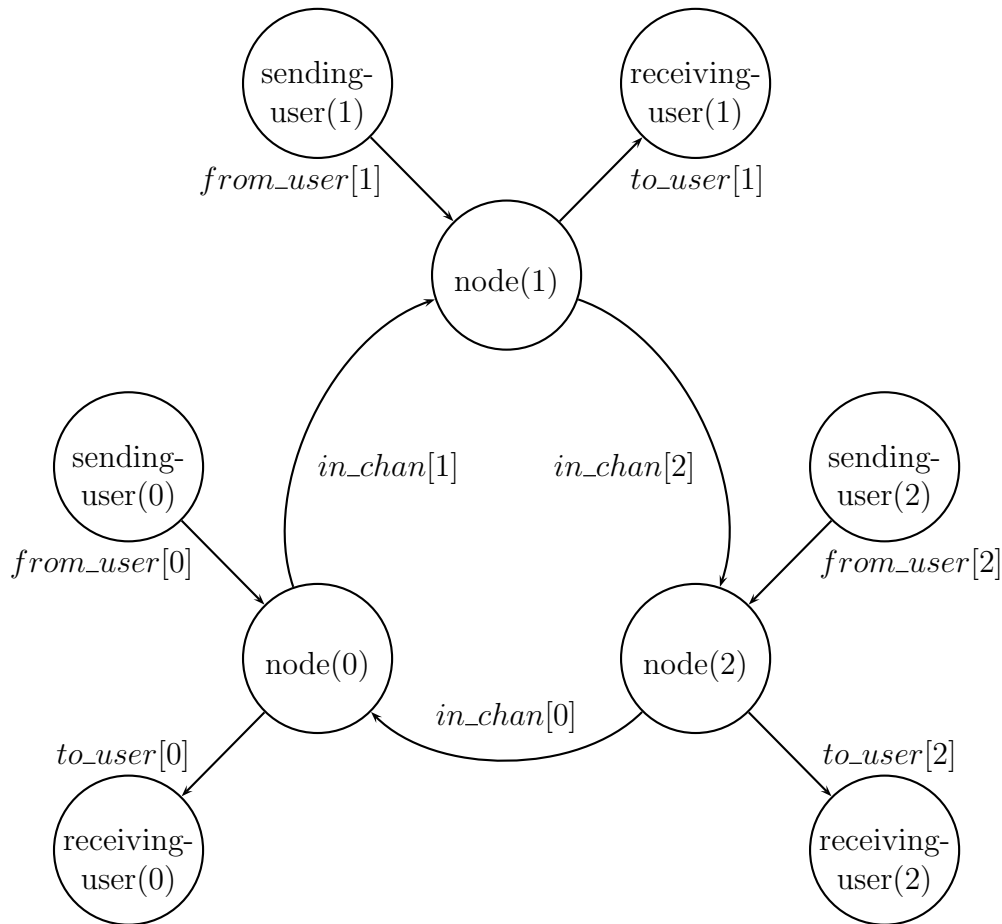 sending-
user(1)
receiving-
user(1)
from_user[1]
to_user[1]
node(1)
sending-
user(0)
in_chan[1]
in_chan[2]
sending-
user(2)
from_user[0]
from_user[2]
node(0)
node(2)
in_chan[0]
to_user[0]
to_user[2]
receiving-
user(0)
receiving-
user(2)